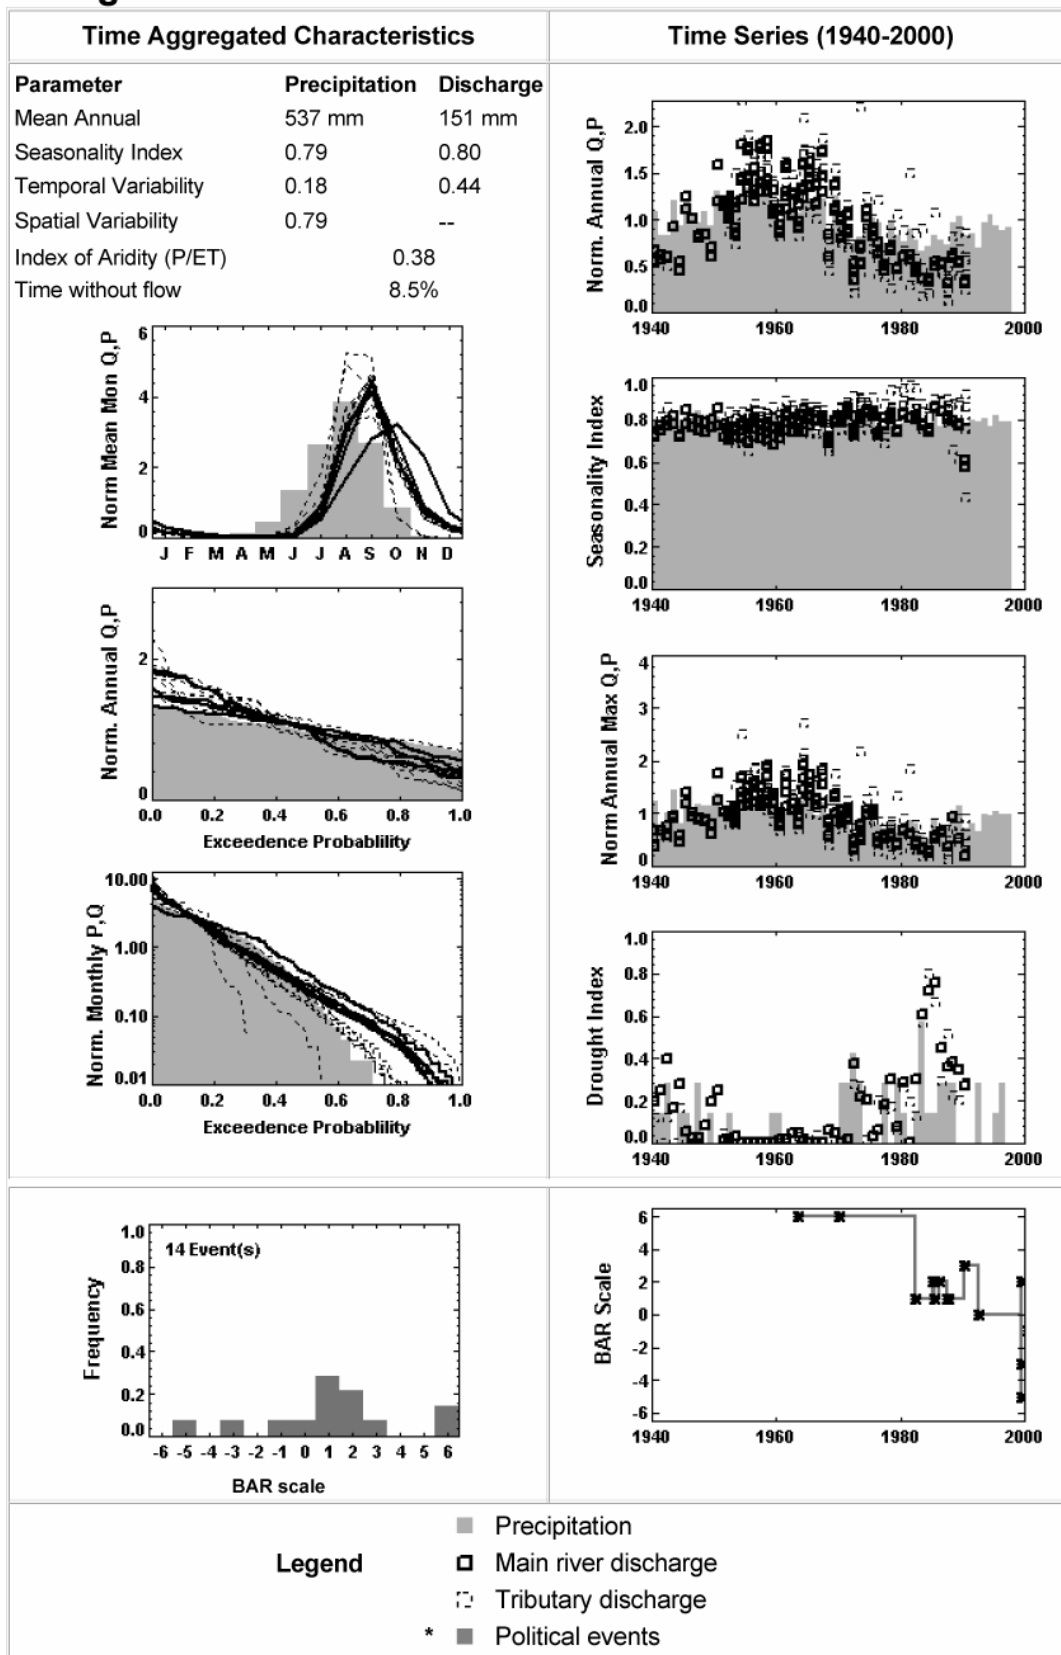 Time Aggregated Characteristics
Parameter Precipitation Discharge
Mean Annual 537 mm 151 mm
Seasonality Index 0.79 0.80
Temporal Variability 0.18 0.44
Spatial Variability 0.79 --
Index of Aridity (P/ET) 0.38
Time without flow 8.5%
Norm Mean Mon Q,P
6
4
2
0
J F M A M J J A S O N D
Norm. Annual Q,P
2
0
0.0 0.2 0.4 0.6 0.8 1.0
Exceedence Probablility
Norm. Monthly P,Q
10.00
1.00
0.10
0.01
0.0 0.2 0.4 0.6 0.8 1.0
Exceedence Probablility
Time Series (1940-2000)
Norm. Annual Q,P
2.0
1.5
1.0
0.5
0.0
1940 1960 1980 2000
Seasonality Index
1.0
0.8
0.6
0.4
0.2
0.0
1940 1960 1980 2000
Norm Annual Max Q,P
4
3
2
1
0
1940 1960 1980 2000
Drought Index
1.0
0.8
0.6
0.4
0.2
0.0
1940 1960 1980 2000
14 Event(s)
Frequency
1.0
0.8
0.6
0.4
0.2
0.0
-6 -5 -4 -3 -2 -1 0 1 2 3 4 5 6
BAR scale
BAR Scale
6
4
2
0
-2
-4
-6
1940 1960 1980 2000
Legend
Precipitation
Main river discharge
Tributary discharge
* Political events